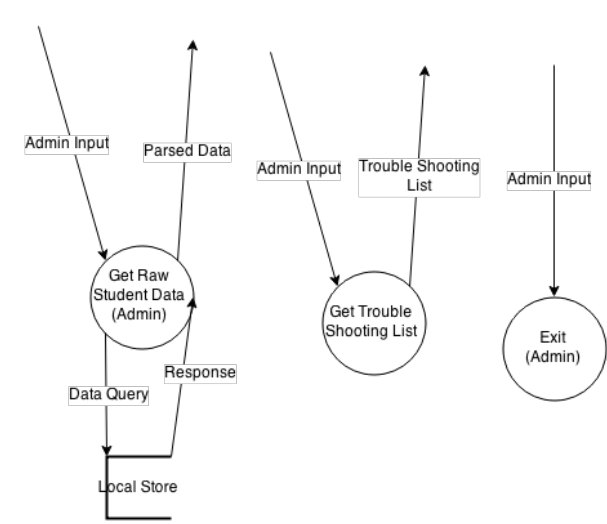 Admin Input
Parsed Data
Get Raw
Student Data
(Admin)
Data Query
Response
Local Store
Admin Input
Trouble Shooting
List
Get Trouble
Shooting List
Admin Input
Exit
(Admin)